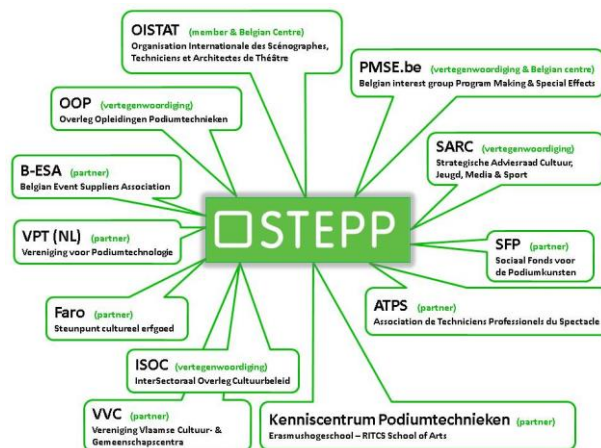 OISTAT (member & Belgian Centre)
Organisation Internationale des Scénographes,
Techniciens et Architectes de Théâtre
PMSE.be (vertegenwoordiging & Belgian centre)
Belgian interest group Program Making & Special Effects
OOP (vertegenwoordiging)
Overleg Opleidingen Podiumtechnieken
SARC (vertegenwoordiging)
Strategische Adviesraad Cultuur,
Jeugd, Media & Sport
B-ESA (partner)
Belgian Event Suppliers Association
STEPP
VPT (NL) (partner)
Vereniging voor Podiumtechnologie
SFP (partner)
Sociaal Fonds voor
de Podiumkunsten
Faro (partner)
Steunpunt cultureel erfgoed
ATPS (partner)
Association de Techniciens Professionels du Spectacle
ISOC (vertegenwoordiging)
InterSectoraal Overleg Cultuurbeleid
VVC (partner)
Vereniging Vlaamse Cultuur- &
Gemeenschapscentra
Kenniscentrum Podiumtechnieken (partner)
Erasmushogeschool – RITCS School of Arts